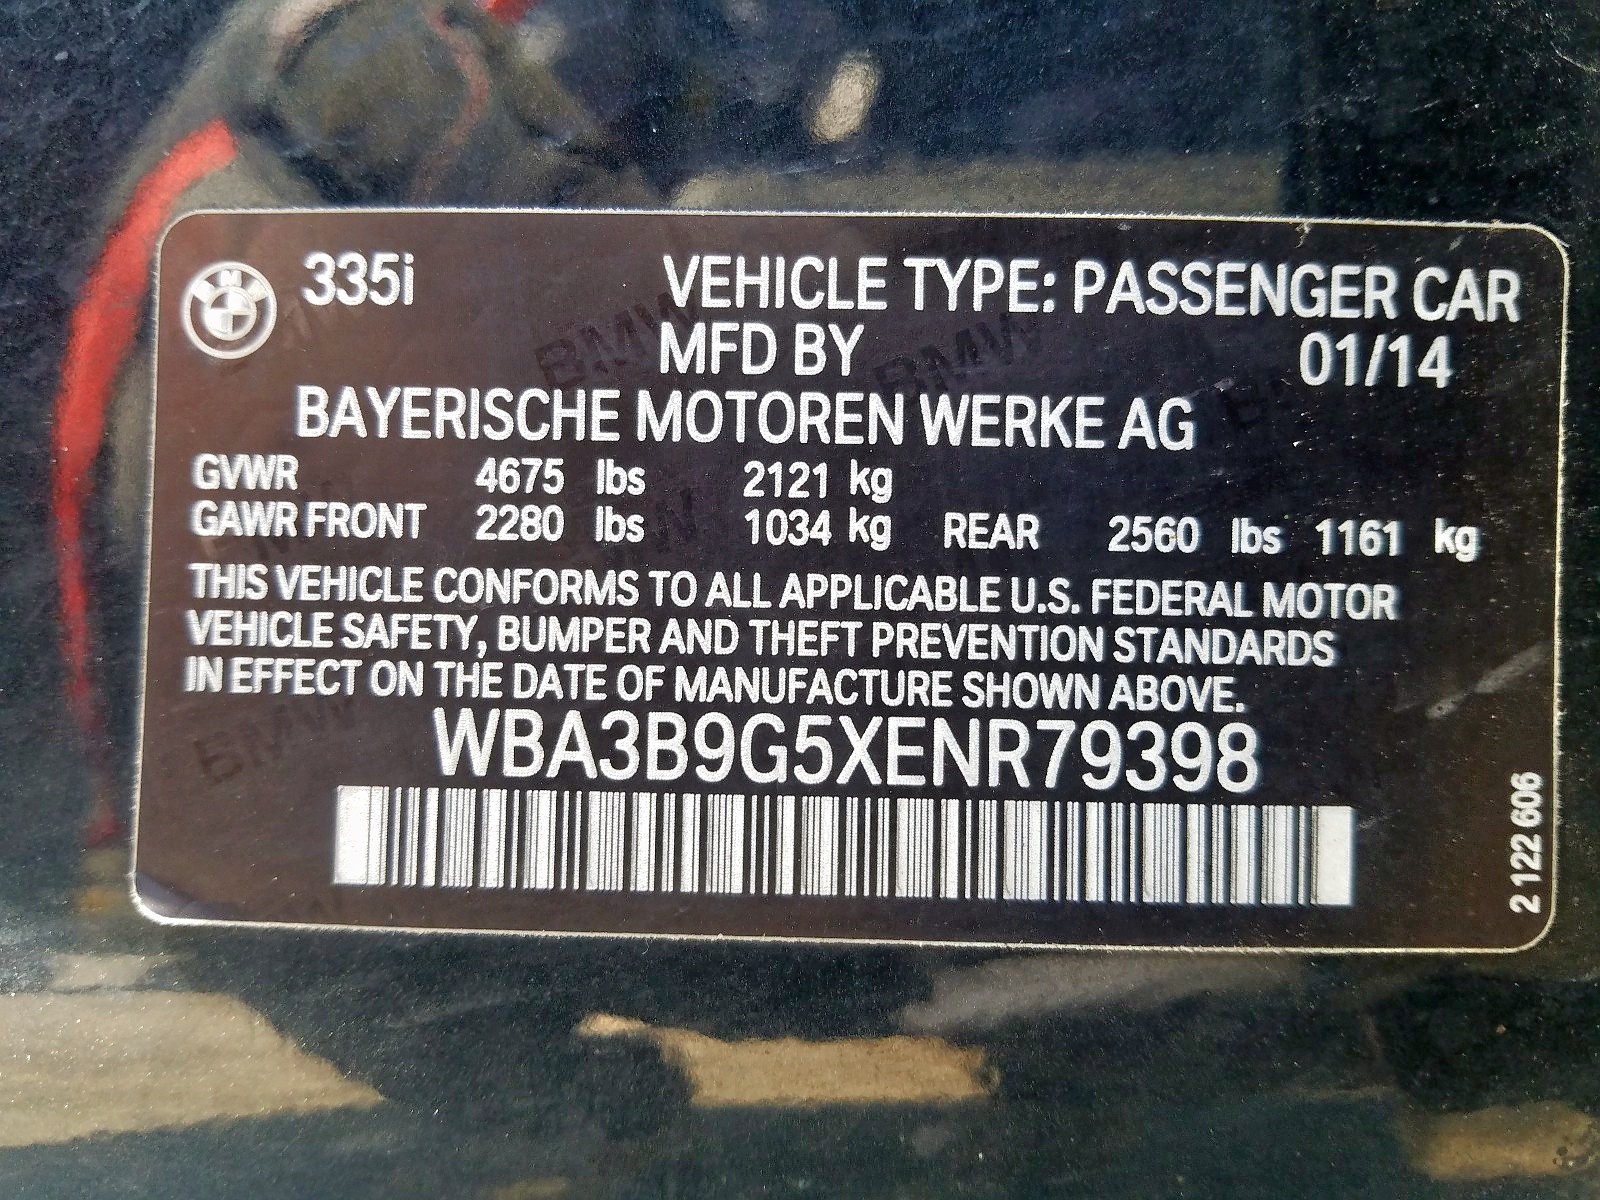 335i VEHICLE TYPE: PASSENGER CAR
MFD BY 01/14
BAYERISCHE MOTOREN WERKE AG
GVWR 4675 lbs 2121 kg
GAWR FRONT 2280 lbs 1034 kg REAR 2560 lbs 1161 kg
THIS VEHICLE CONFORMS TO ALL APPLICABLE U.S. FEDERAL MOTOR
VEHICLE SAFETY, BUMPER AND THEFT PREVENTION STANDARDS
IN EFFECT ON THE DATE OF MANUFACTURE SHOWN ABOVE.
WBA3B9G5XENR79398
2 122 606
BMW